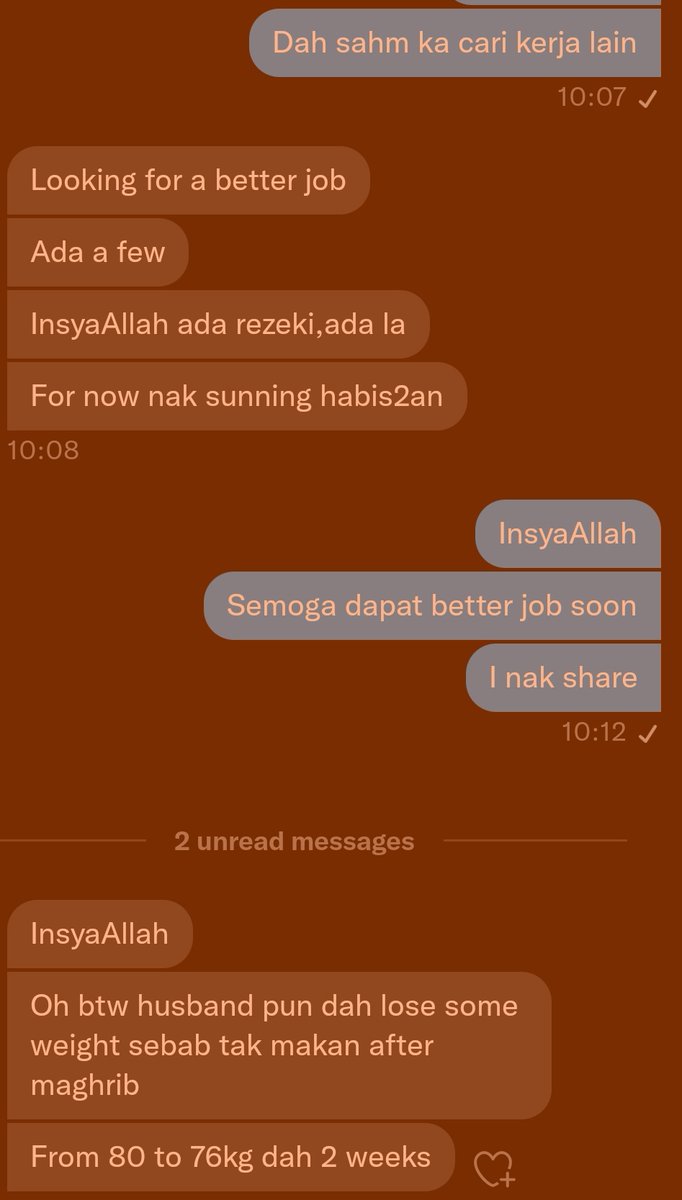 Dah sahm ka cari kerja lain
10:07
Looking for a better job
Ada a few
InsyaAllah ada rezeki,ada la
For now nak sunning habis2an
10:08
InsyaAllah
Semoga dapat better job soon
I nak share
10:12
2 unread messages
InsyaAllah
Oh btw husband pun dah lose some
weight sebab tak makan after
maghrib
From 80 to 76kg dah 2 weeks